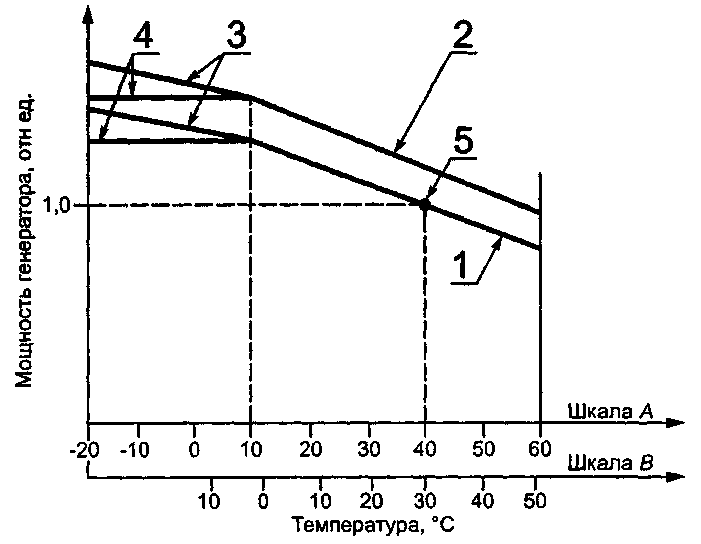 4 3 2
5
1,0
1
Мощность генератора, отн ед.
Шкала А
-20 -10 0 10 20 30 40 50 60
Шкала В
10 0 10 20 30 40 50
Температура, °С